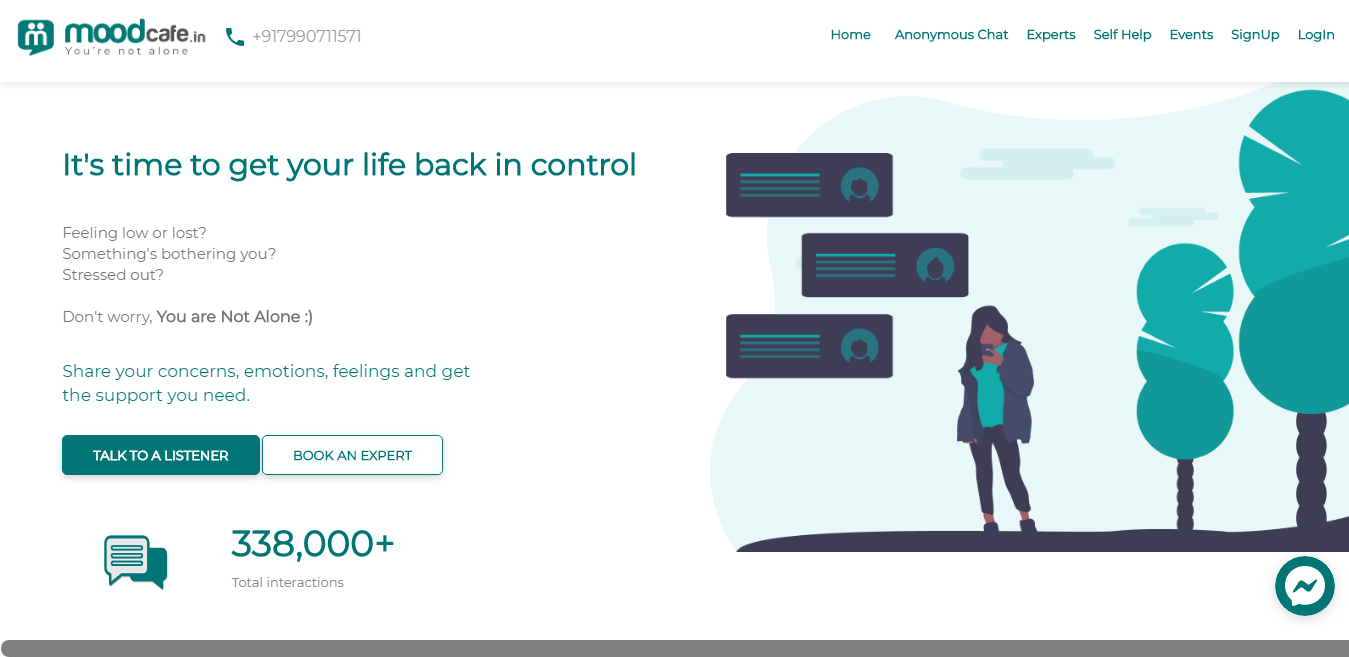 moodcafe.in
You're not alone
+917990711571
Home Anonymous Chat Experts Self Help Events SignUp LogIn
It's time to get your life back in control
Feeling low or lost?
Something's bothering you?
Stressed out?
Don't worry, You are Not Alone :)
Share your concerns, emotions, feelings and get
the support you need.
TALK TO A LISTENER BOOK AN EXPERT
338,000+
Total interactions